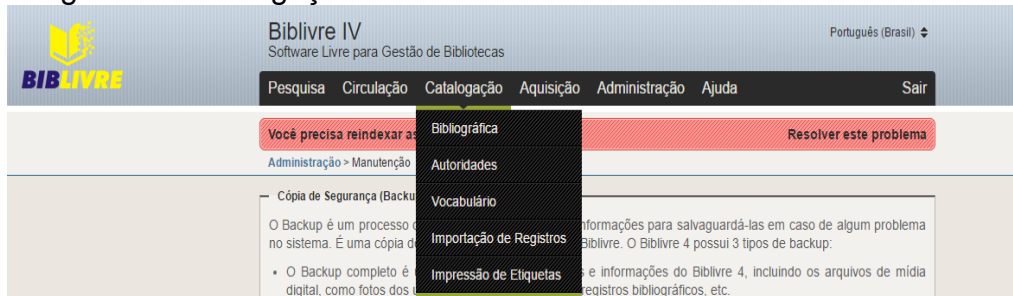 BIBLIVRE
Biblivre IV
Software Livre para Gestão de Bibliotecas
Português (Brasil)
Pesquisa Circulação Catalogação Aquisição Administração Ajuda Sair
Bibliográfica
Autoridades
Vocabulário
Importação de Registros
Impressão de Etiquetas
Você precisa reindexar as Resolver este problema
Administração > Manutenção
Cópia de Segurança (Backu
O Backup é um processo nformações para salvaguardá-las em caso de algum problema
no sistema. É uma cópia d Biblivre. O Biblivre 4 possui 3 tipos de backup:
• O Backup completo é s e informações do Biblivre 4, incluindo os arquivos de mídia
digital, como fotos dos registros bibliográficos, etc.